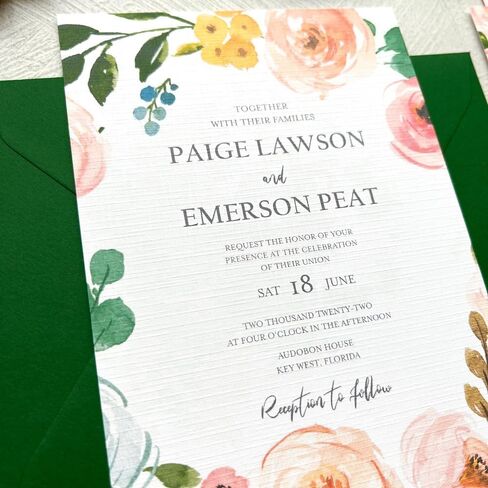 TOGETHER
WITH THEIR FAMILIES
PAIGE LAWSON
and
EMERSON PEAT
REQUEST THE HONOR OF YOUR
PRESENCE AT THE CELEBRATION
OF THEIR UNION
SAT 18 JUNE
TWO THOUSAND TWENTY-TWO
AT FOUR O'CLOCK IN THE AFTERNOON
AUDOBON HOUSE
KEY WEST, FLORIDA
Reception to follow